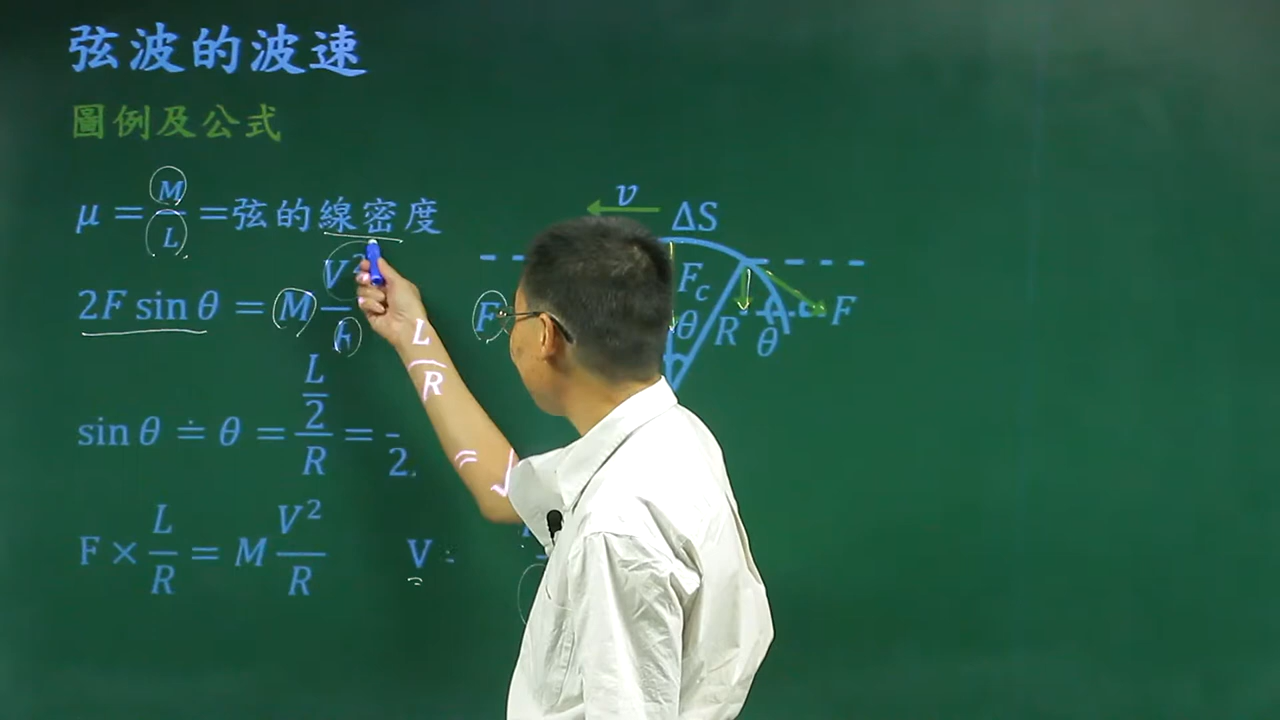 弦波的波速
圖例及公式
μ = M/L = 弦的線密度
2F sin θ = M V²/R
sin θ ≐ θ = L/2/R = 2
L/R
= √
F × L/R = M V²/R
V =
v
ΔS
F_c
F
θ
R
θ
F